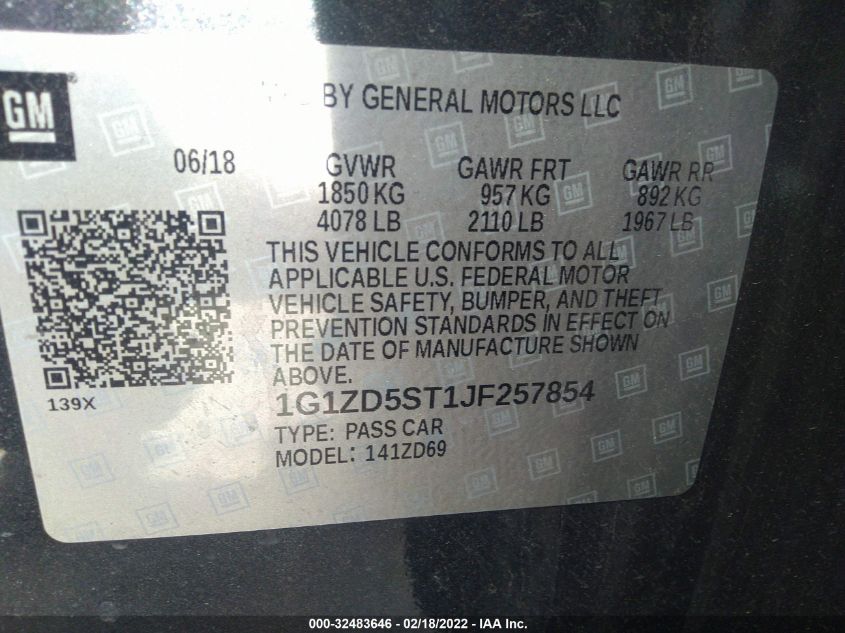 GM
BY GENERAL MOTORS LLC
06/18 GVWR GAWR FRT GAWR RR
1850 KG 957 KG 892 KG
4078 LB 2110 LB 1967 LB
THIS VEHICLE CONFORMS TO ALL
APPLICABLE U.S. FEDERAL MOTOR
VEHICLE SAFETY, BUMPER, AND THEFT
PREVENTION STANDARDS IN EFFECT ON
THE DATE OF MANUFACTURE SHOWN
ABOVE.
139X
1G1ZD5ST1JF257854
TYPE: PASS CAR
MODEL: 141ZD69
000-32483646 — 02/18/2022 — IAA Inc.